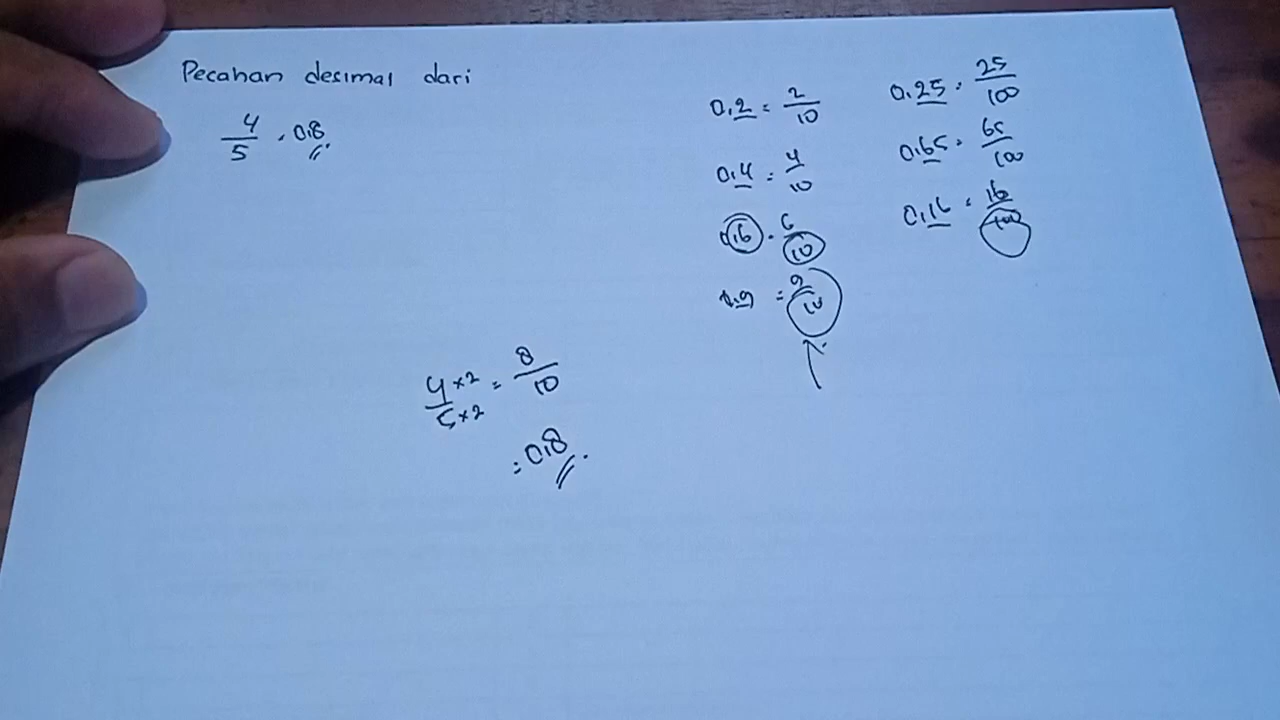 Pecahan desimal dari
4/5 = 0,8
0,2 = 2/10
0,4 = 4/10
0,6 = 6/10
0,9 = 9/10
0,25 = 25/100
0,65 = 65/100
0,16 = 16/100
4×2/5×2 = 8/10
= 0,8